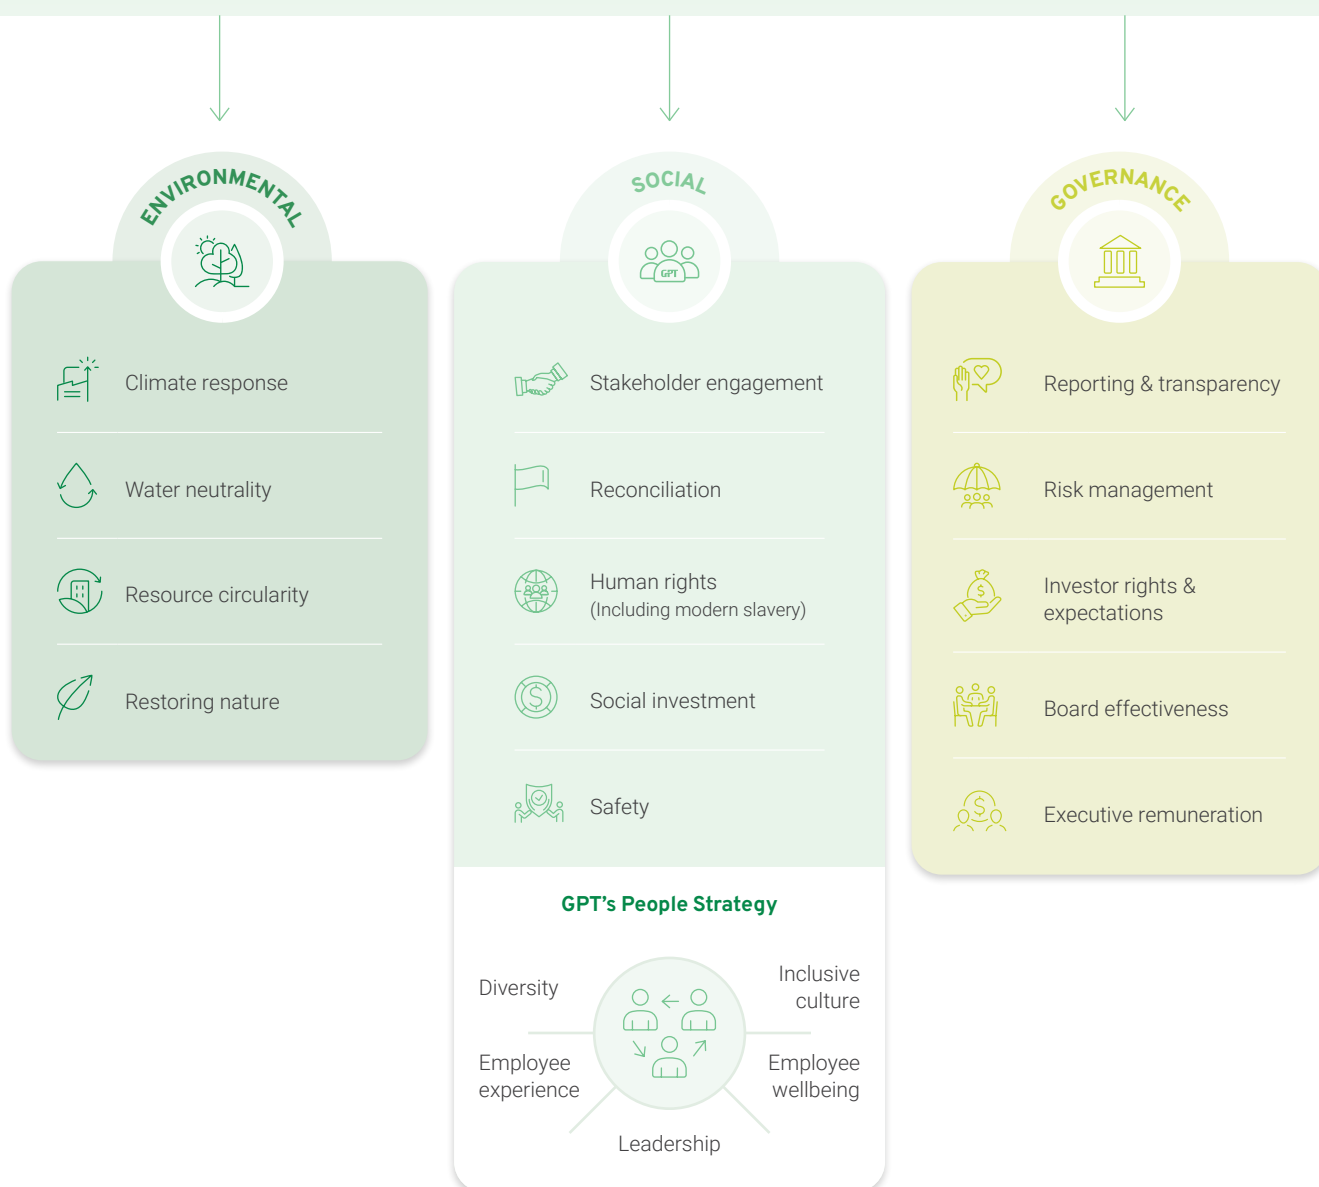 ENVIRONMENTAL
Climate response
Water neutrality
Resource circularity
Restoring nature
SOCIAL
GPT
Stakeholder engagement
Reconciliation
Human rights
(Including modern slavery)
Social investment
Safety
GPT’s People Strategy
Diversity
Inclusive
culture
Employee
experience
Employee
wellbeing
Leadership
GOVERNANCE
Reporting & transparency
Risk management
Investor rights &
expectations
Board effectiveness
Executive remuneration